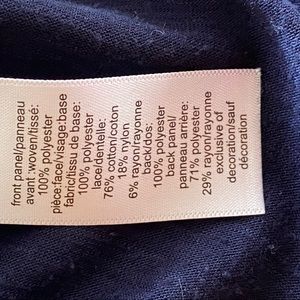 front panel/panneau
avant :woven/tissé:
100% polyester
pièce:lace/visage:base
fabric/tissu de base:
100% polyester
lace/dentelle:
76% cotton/coton
18% nylon
6% rayon/rayonne
back/dos:
100% polyester
back panel/
panneau arrière:
71% polyester
29% rayon/rayonne
exclusive of
decoration/sauf
décoration